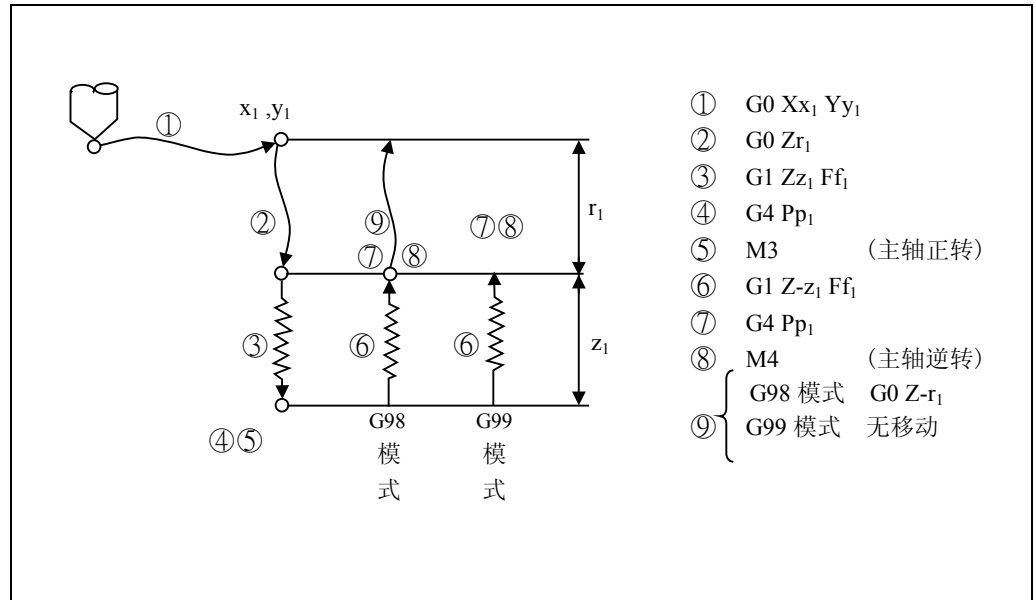 x₁ ,y₁
①
②
⑨
⑦⑧
r₁
⑦
⑧
③
⑥
⑥
z₁
④⑤
G98
模
式
G99
模
式
① G0 Xx₁ Yy₁
② G0 Zr₁
③ G1 Zz₁ Ff₁
④ G4 Pp₁
⑤ M3 (主轴正转)
⑥ G1 Z-z₁ Ff₁
⑦ G4 Pp₁
⑧ M4 (主轴逆转)
G98 模式 G0 Z-r₁
⑨ G99 模式 无移动